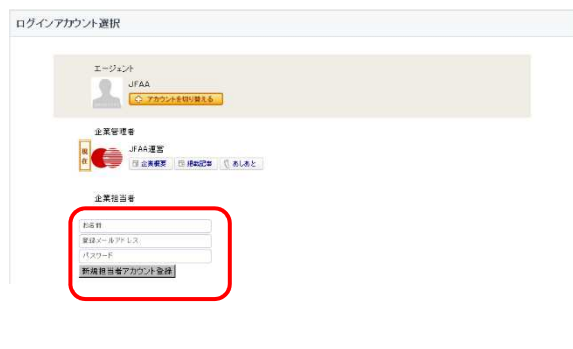 ログインアカウント選択
エージェント
JFAA
アカウントを切り替える
企業管理者
現在
JFAA運営
企業概要 掲載記事 あしあと
企業担当者
お名前
登録メールアドレス
パスワード
新規担当者アカウント登録